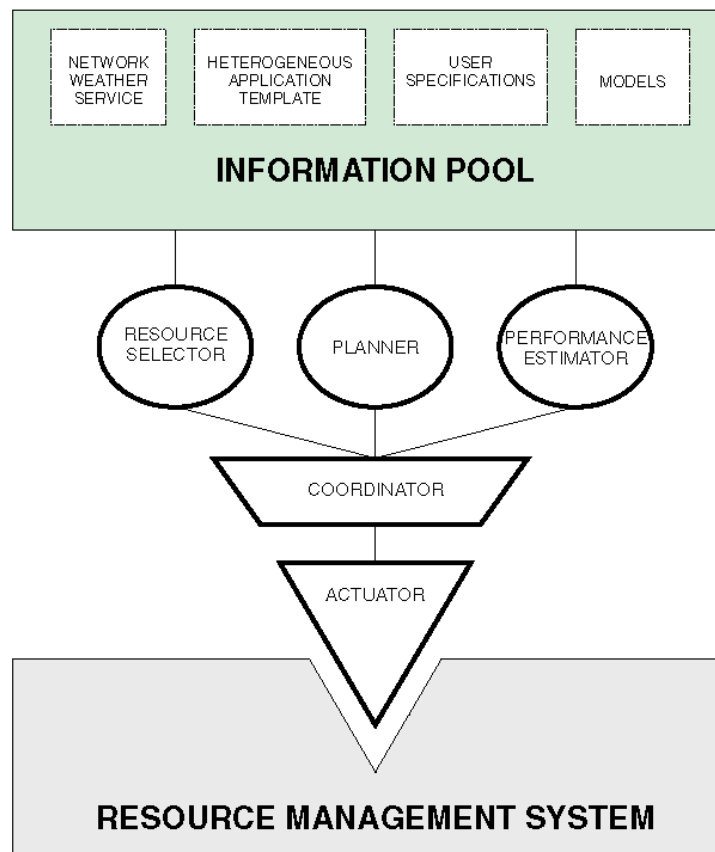 NETWORK
WEATHER
SERVICE
HETEROGENEOUS
APPLICATION
TEMPLATE
USER
SPECIFICATIONS
MODELS
INFORMATION POOL
RESOURCE
SELECTOR
PLANNER
PERFORMANCE
ESTIMATOR
COORDINATOR
ACTUATOR
RESOURCE MANAGEMENT SYSTEM